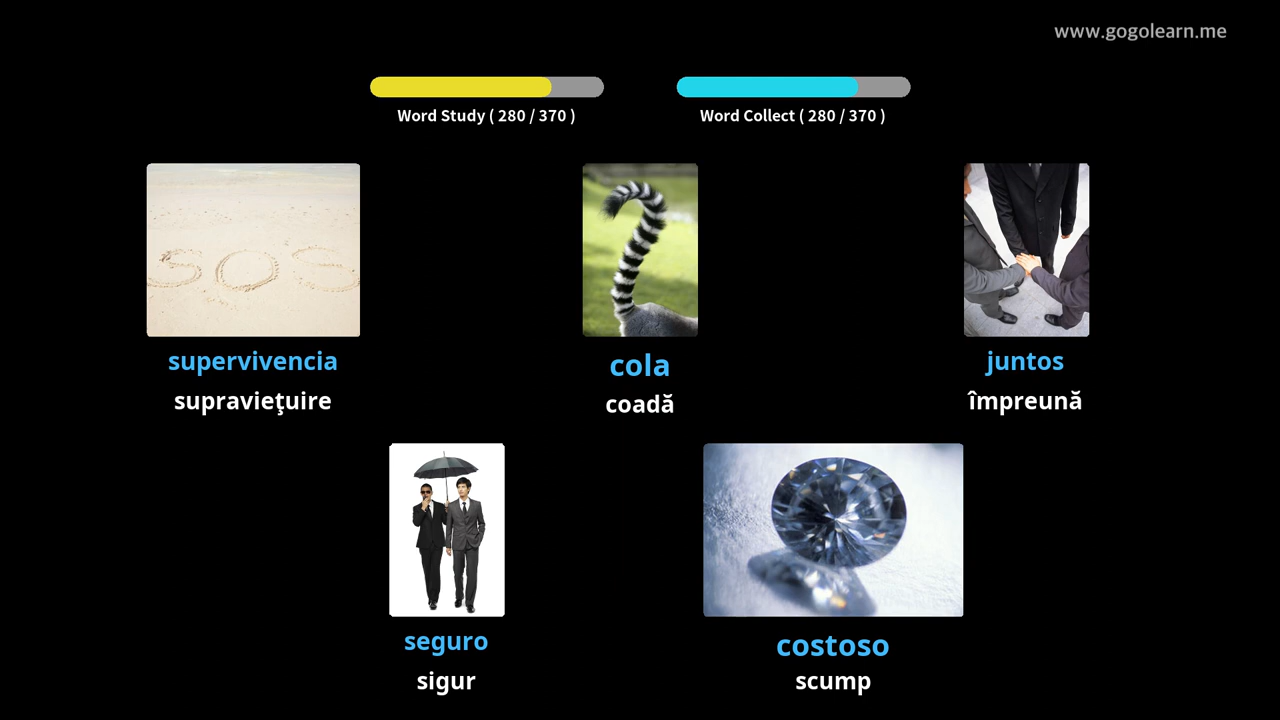 www.gogolearn.me
Word Study ( 280 / 370 )
Word Collect ( 280 / 370 )
SOS
supervivencia
supravieţuire
cola
coadă
juntos
împreună
seguro
sigur
costoso
scump